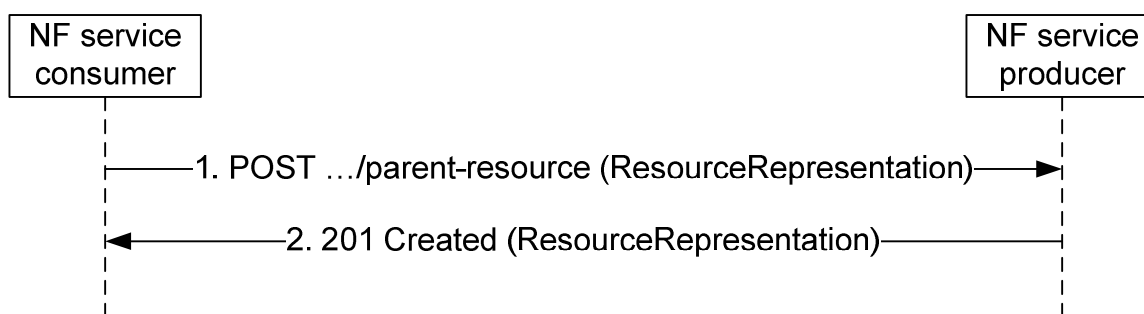 NF service
consumer
NF service
producer
1. POST …/parent-resource (ResourceRepresentation)
2. 201 Created (ResourceRepresentation)